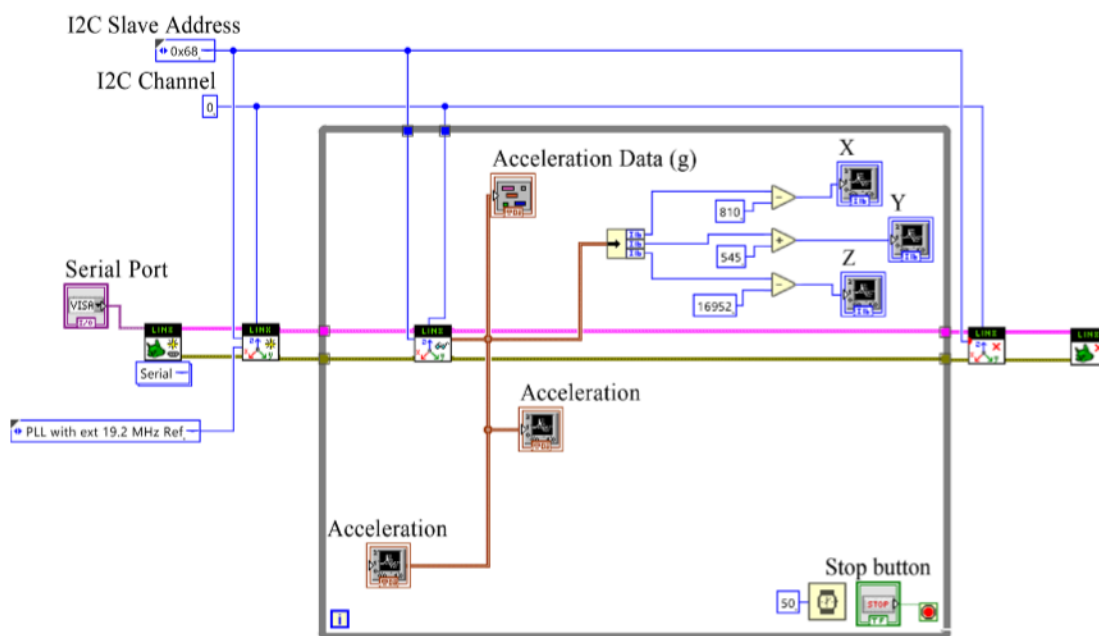 I2C Slave Address
0x68
I2C Channel
0
Acceleration Data (g)
X
810
Y
545
Z
16952
Serial Port
VISA
I/O
LINX
LINX
LINX
LINX
LINX
Serial
PLL with ext 19.2 MHz Ref
Acceleration
Acceleration
Stop button
50
STOP
TF
i